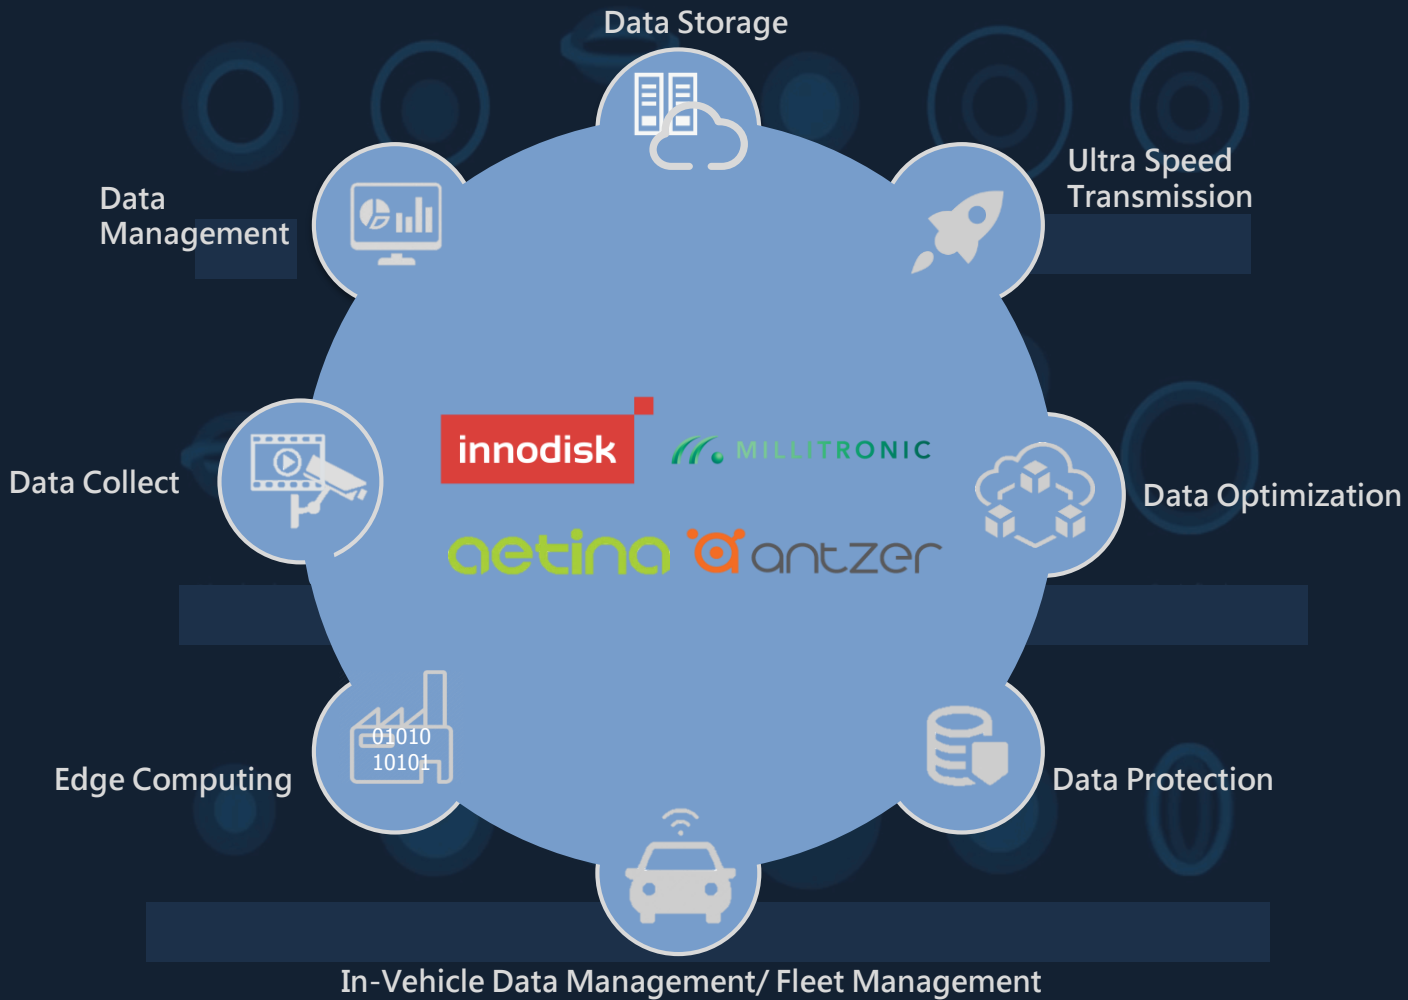 Data Storage
Ultra Speed
Transmission
Data
Management
innodisk
MILLITRONIC
Data Collect
Data Optimization
aetina
antzer
01010
10101
Edge Computing
Data Protection
In-Vehicle Data Management/ Fleet Management